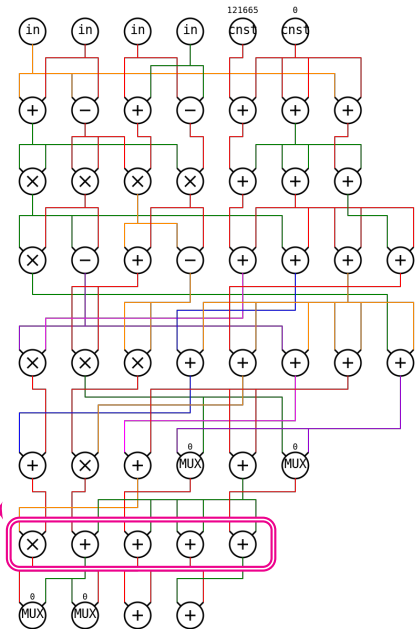 121665 0
in in in in cnst cnst
+ − + − + + +
× × × × + + +
× − + − + + + +
× × × + + + + +
0 0
+ × + MUX + MUX
× + + + +
0 0
MUX MUX + +